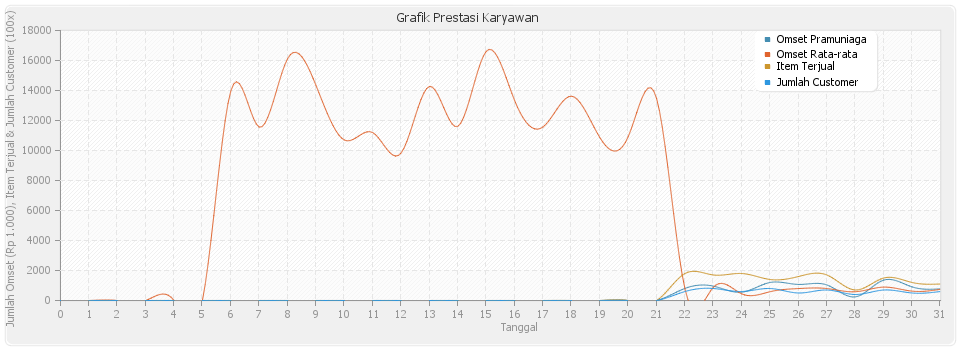 Grafik Prestasi Karyawan
Jumlah Omset (Rp 1.000), Item Terjual & Jumlah Customer (100x)
18000
16000
14000
12000
10000
8000
6000
4000
2000
0
Omset Pramuniaga
Omset Rata-rata
Item Terjual
Jumlah Customer
0 1 2 3 4 5 6 7 8 9 10 11 12 13 14 15 16 17 18 19 20 21 22 23 24 25 26 27 28 29 30 31
Tanggal